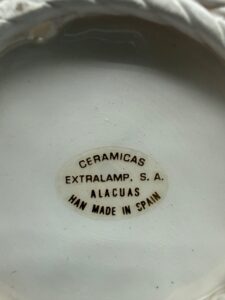 CERAMICAS
EXTRALAMP, S. A.
ALACUAS
HAN MADE IN SPAIN